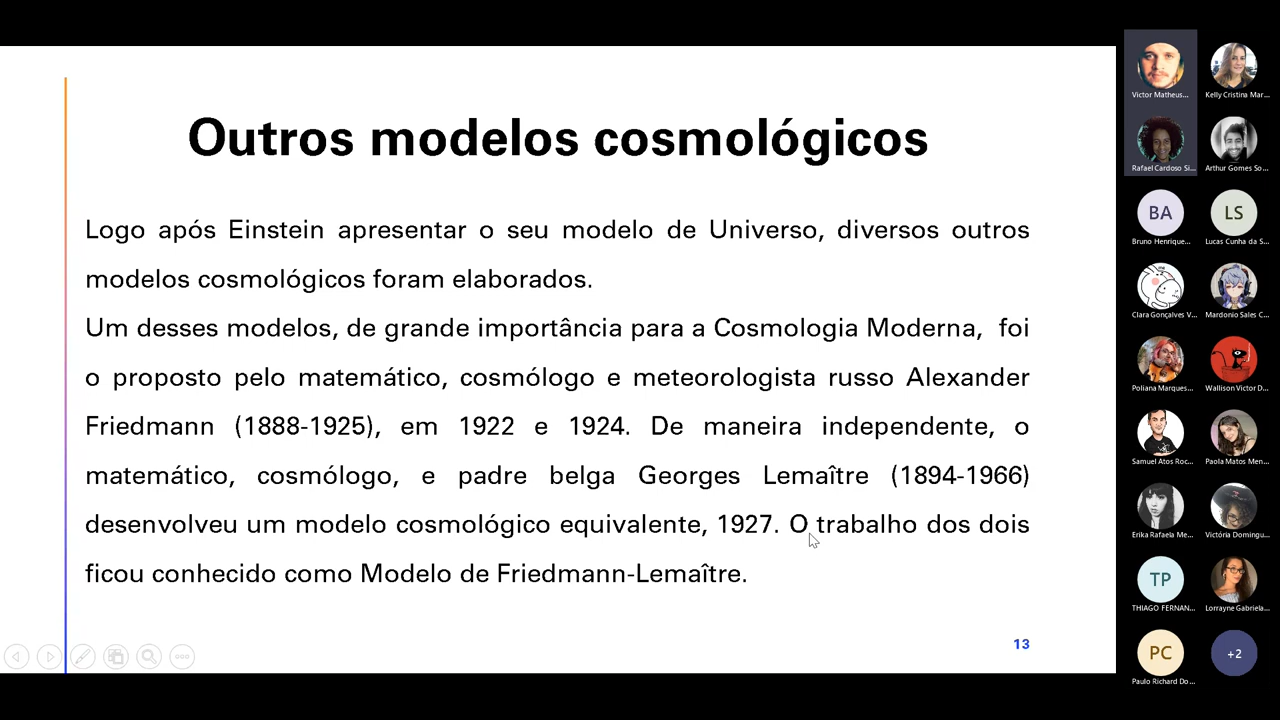 Outros modelos cosmológicos
Logo após Einstein apresentar o seu modelo de Universo, diversos outros
modelos cosmológicos foram elaborados.
Um desses modelos, de grande importância para a Cosmologia Moderna, foi
o proposto pelo matemático, cosmólogo e meteorologista russo Alexander
Friedmann (1888-1925), em 1922 e 1924. De maneira independente, o
matemático, cosmólogo, e padre belga Georges Lemaître (1894-1966)
desenvolveu um modelo cosmológico equivalente, 1927. O trabalho dos dois
ficou conhecido como Modelo de Friedmann-Lemaître.
13
Victor Matheus...
Kelly Cristina Mar...
Rafael Cardoso Si...
Arthur Gomes So...
BA
LS
Bruno Henrique...
Lucas Cunha da S...
Clara Gonçalves V...
Mardonio Sales C...
Poliana Marques...
Wallison Victor D...
Samuel Atos Roc...
Paola Matos Men...
Erika Rafaela Me...
Victória Domingu...
TP
THIAGO FERNAN...
Lorrayne Gabriela...
PC
+2
Paulo Richard Do...